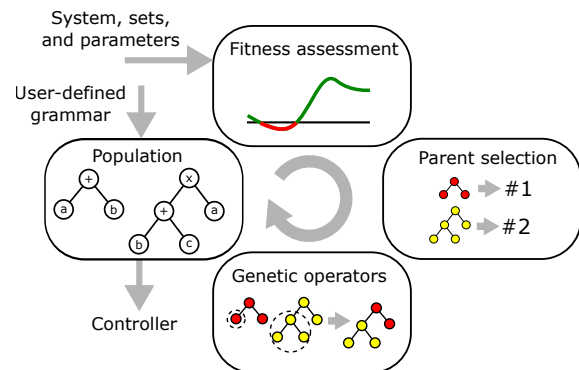 System, sets,
and parameters
Fitness assessment
User-defined
grammar
Population
+
a
b
x
+
a
b
c
Parent selection
#1
#2
Genetic operators
Controller